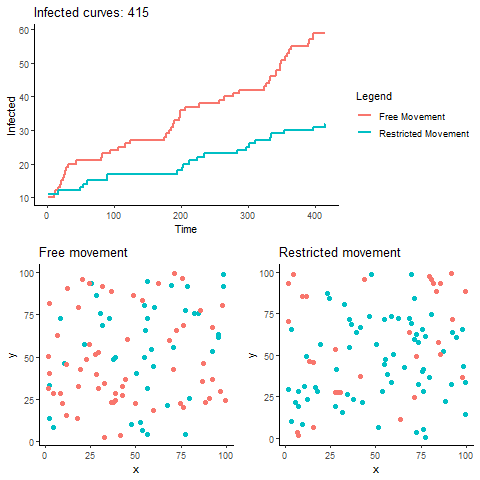 Infected curves: 415
60
50
40
30
20
10
Infected
0 100 200 300 400
Time
Legend
Free Movement
Restricted Movement
Free movement
100
75
50
25
0
y
0 25 50 75 100
x
Restricted movement
100
75
50
25
0
y
0 25 50 75 100
x